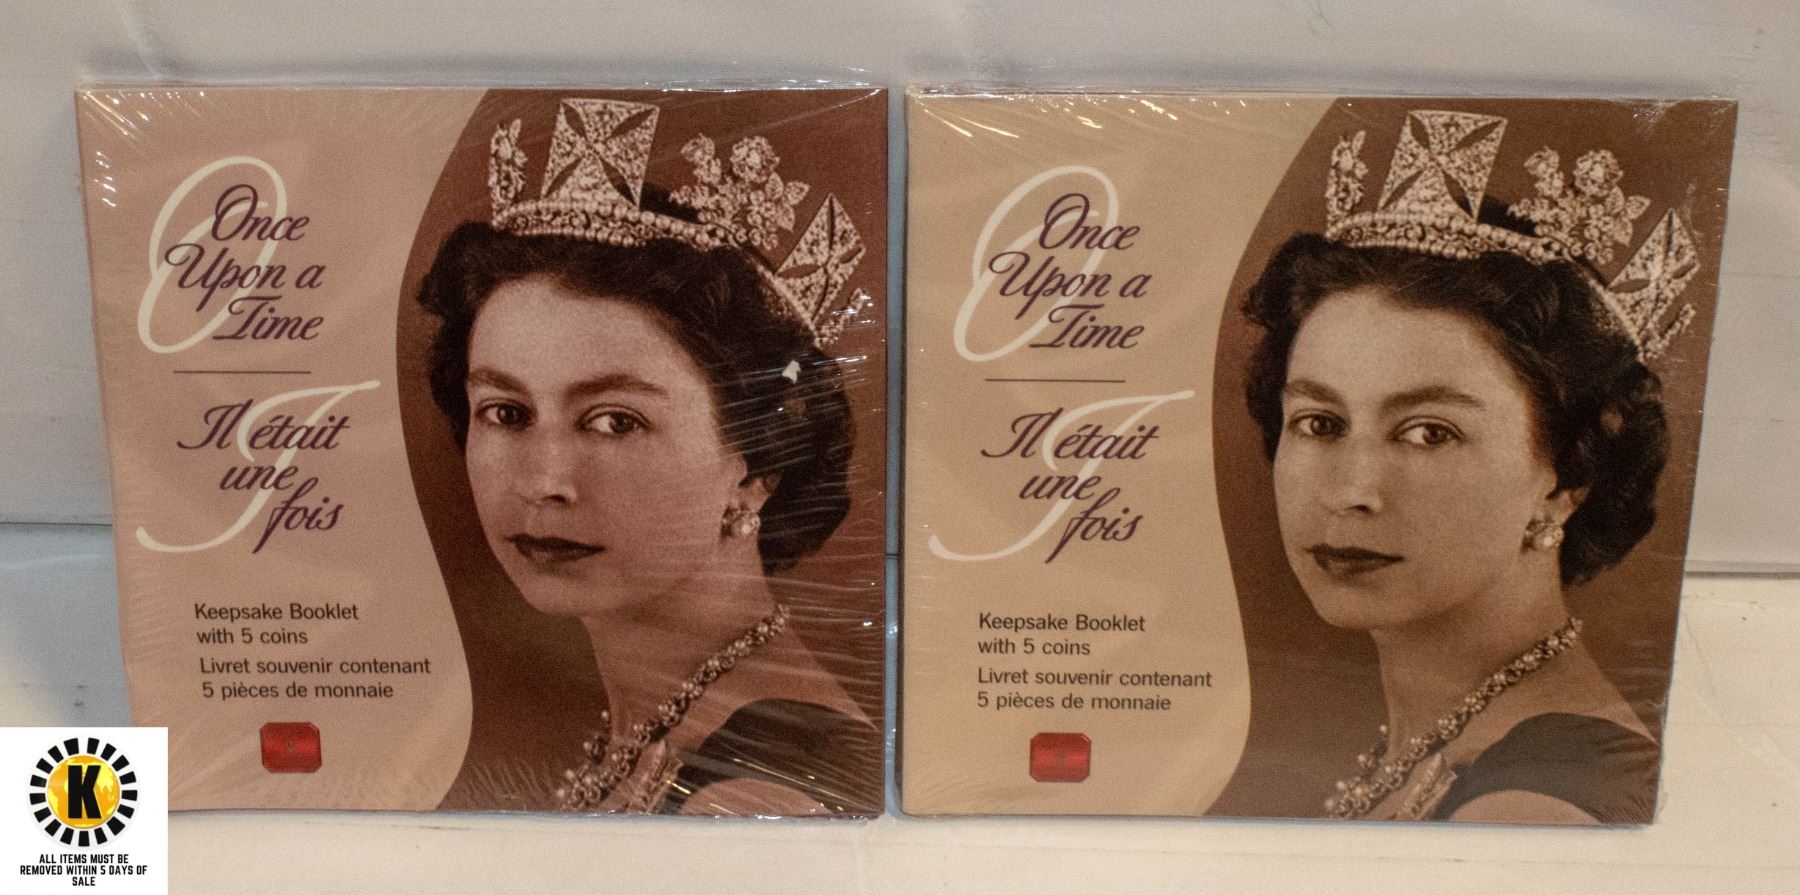 Once
Upon a
Time
Il était
une
fois
Keepsake Booklet
with 5 coins
Livret souvenir contenant
5 pièces de monnaie
Once
Upon a
Time
Il était
une
fois
Keepsake Booklet
with 5 coins
Livret souvenir contenant
5 pièces de monnaie
K
ALL ITEMS MUST BE
REMOVED WITHIN 5 DAYS OF
SALE